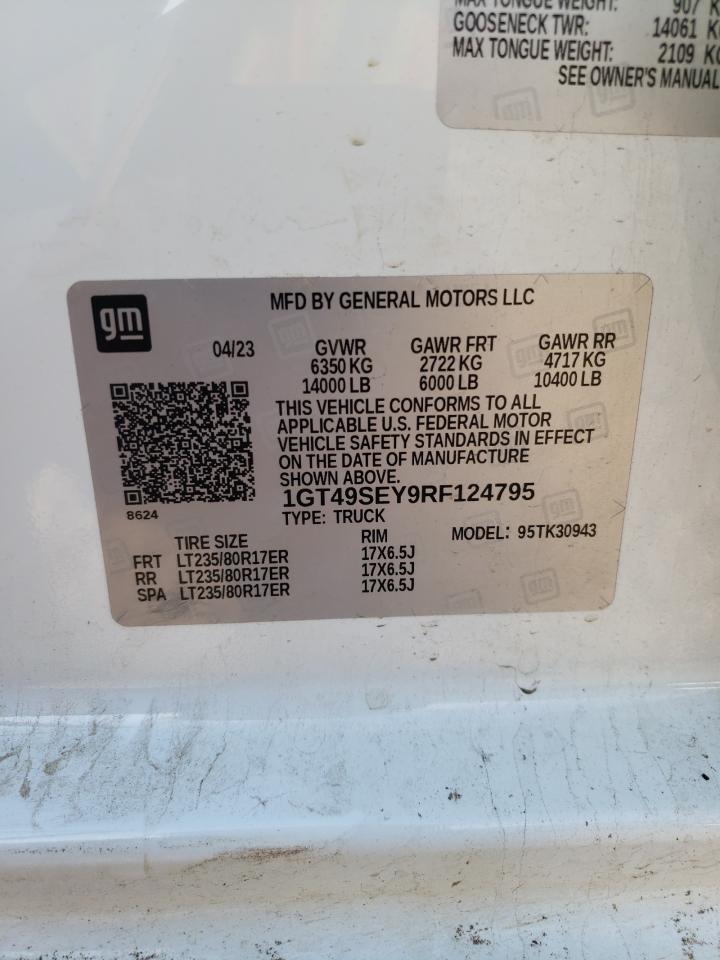 MAX TONGUE WEIGHT: 907 K
GOOSENECK TWR: 14061 KG
MAX TONGUE WEIGHT: 2109 KG
SEE OWNER'S MANUAL
gm
MFD BY GENERAL MOTORS LLC
04/23 GVWR GAWR FRT GAWR RR
6350 KG 2722 KG 4717 KG
14000 LB 6000 LB 10400 LB
THIS VEHICLE CONFORMS TO ALL
APPLICABLE U.S. FEDERAL MOTOR
VEHICLE SAFETY STANDARDS IN EFFECT
ON THE DATE OF MANUFACTURE
SHOWN ABOVE.
8624
1GT49SEY9RF124795
TYPE: TRUCK MODEL: 95TK30943
TIRE SIZE RIM
FRT LT235/80R17ER 17X6.5J
RR LT235/80R17ER 17X6.5J
SPA LT235/80R17ER 17X6.5J